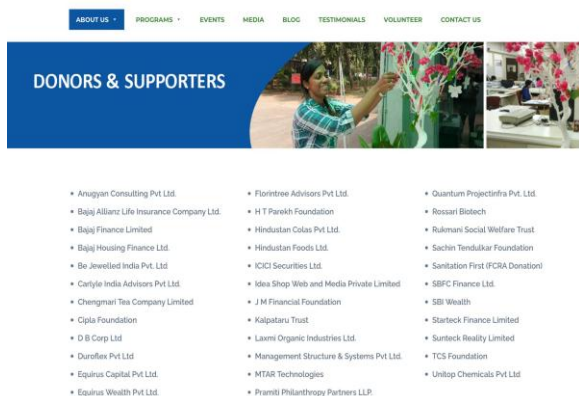 ABOUT US
PROGRAMS
EVENTS
MEDIA
BLOG
TESTIMONIALS
VOLUNTEER
CONTACT US
DONORS & SUPPORTERS
Anugyan Consulting Pvt Ltd.
Bajaj Allianz Life Insurance Company Ltd.
Bajaj Finance Limited
Bajaj Housing Finance Ltd.
Be Jewelled India Pvt. Ltd
Carlyle India Advisors Pvt Ltd.
Chengmari Tea Company Limited
Cipla Foundation
D B Corp Ltd
Duroflex Pvt Ltd
Equirus Capital Pvt Ltd.
Equirus Wealth Pvt Ltd.
Florintree Advisors Pvt Ltd.
H T Parekh Foundation
Hindustan Colas Pvt Ltd.
Hindustan Foods Ltd.
ICICI Securities Ltd.
Idea Shop Web and Media Private Limited
J M Financial Foundation
Kalpataru Trust
Laxmi Organic Industries Ltd.
Management Structure & Systems Pvt Ltd.
MTAR Technologies
Pramiti Philanthropy Partners LLP.
Quantum Projectinfra Pvt. Ltd.
Rossari Biotech
Rukmani Social Welfare Trust
Sachin Tendulkar Foundation
Sanitation First (FCRA Donation)
SBFC Finance Ltd.
SBI Wealth
Starteck Finance Limited
Sunteck Reality Limited
TCS Foundation
Unitop Chemicals Pvt Ltd